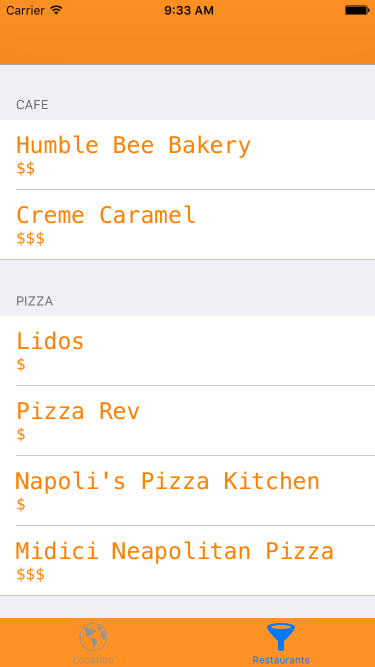 Carrier 9:33 AM
CAFE
Humble Bee Bakery
$$
Creme Caramel
$$$
PIZZA
Lidos
$
Pizza Rev
$
Napoli's Pizza Kitchen
$
Midici Neapolitan Pizza
$$$
Location Restaurants